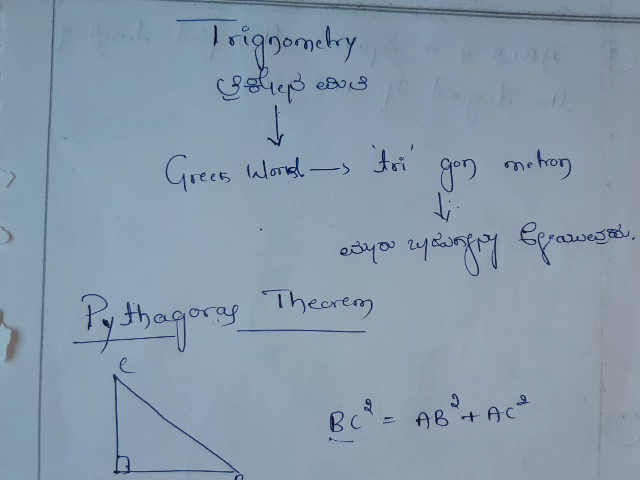 Trignometry
ತ್ರಿಕೋನ ಮಿತಿ
Greek Word → 'tri' gon metron
ಮೂರು
Pythagoras Theorem
C
BC² = AB² + AC²